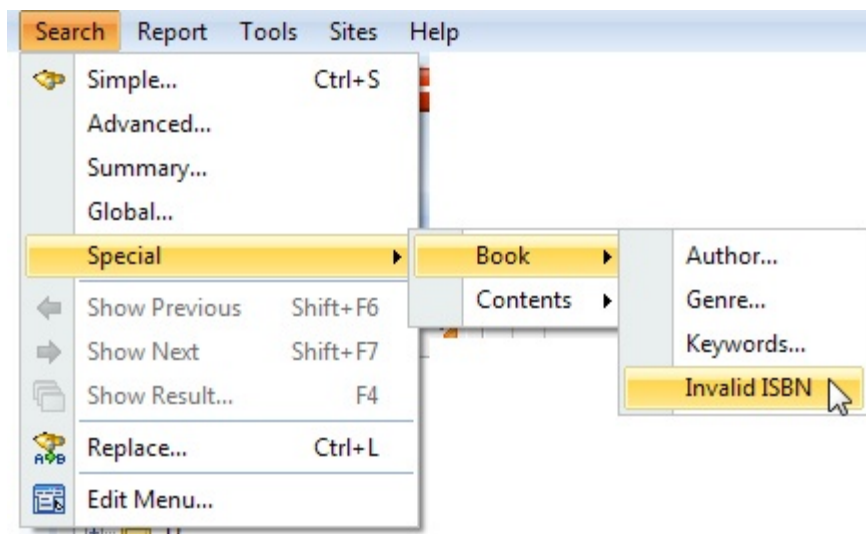 Search Report Tools Sites Help
Simple... Ctrl+S
Advanced...
Summary...
Global...
Special
Book
Author...
Contents
Genre...
Keywords...
Invalid ISBN
Show Previous Shift+F6
Show Next Shift+F7
Show Result... F4
Replace... Ctrl+L
Edit Menu...